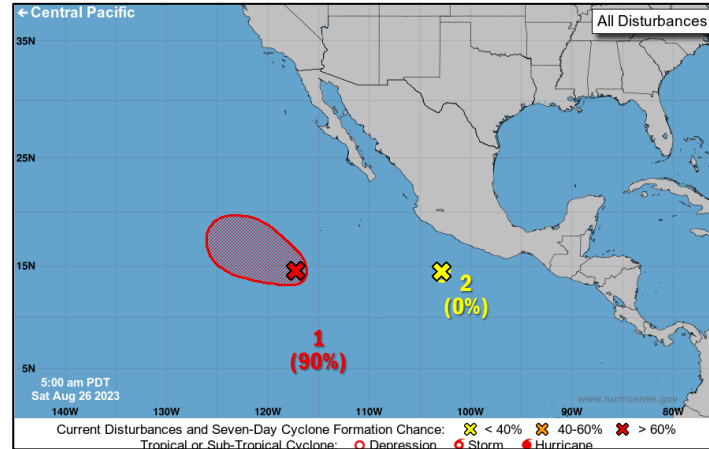 ← Central Pacific
All Disturbances
35N
25N
15N
5N
2
(0%)
1
(90%)
5:00 am PDT
Sat Aug 26 2023
www.hurricanes.gov
140W 130W 120W 110W 100W 90W 80W
Current Disturbances and Seven-Day Cyclone Formation Chance: < 40% 40-60% > 60%
Tropical or Sub-Tropical Cyclone: Depression Storm Hurricane